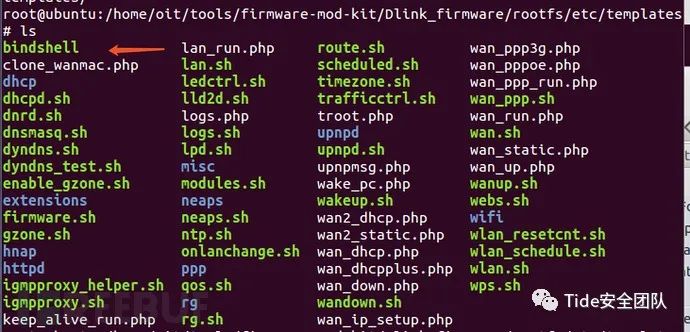 templates/
root@ubuntu:/home/oit/tools/firmware-mod-kit/Dlink_firmware/rootfs/etc/templates
# ls
bindshell lan_run.php route.sh wan_ppp3g.php
clone_wanmac.php lan.sh scheduled.sh wan_pppoe.php
dhcp ledctrl.sh timezone.sh wan_ppp_run.php
dhcpd.sh lld2d.sh trafficctrl.sh wan_ppp.sh
dnrd.sh logs.php troot.php wan_run.php
dnsmasq.sh logs.sh upnpd wan.sh
dyndns.sh lpd.sh upnpd.sh wan_static.php
dyndns_test.sh misc upnpmsg.php wan_up.php
enable_gzone.sh modules.sh wake_pc.php wanup.sh
extensions neaps wakeup.sh webs.sh
firmware.sh neaps.sh wan2_dhcp.php wifi
gzone.sh ntp.sh wan2_static.php wlan_resetcnt.sh
hnap onlanchange.sh wan_dhcp.php wlan_schedule.sh
httpd ppp wan_dhcpplus.php wlan.sh
igmpproxy_helper.sh qos.sh wan_down.php wps.sh
igmpproxy.sh rg wandown.sh
keep_alive_run.php rg.sh wan_ip_setup.php
Tide安全团队